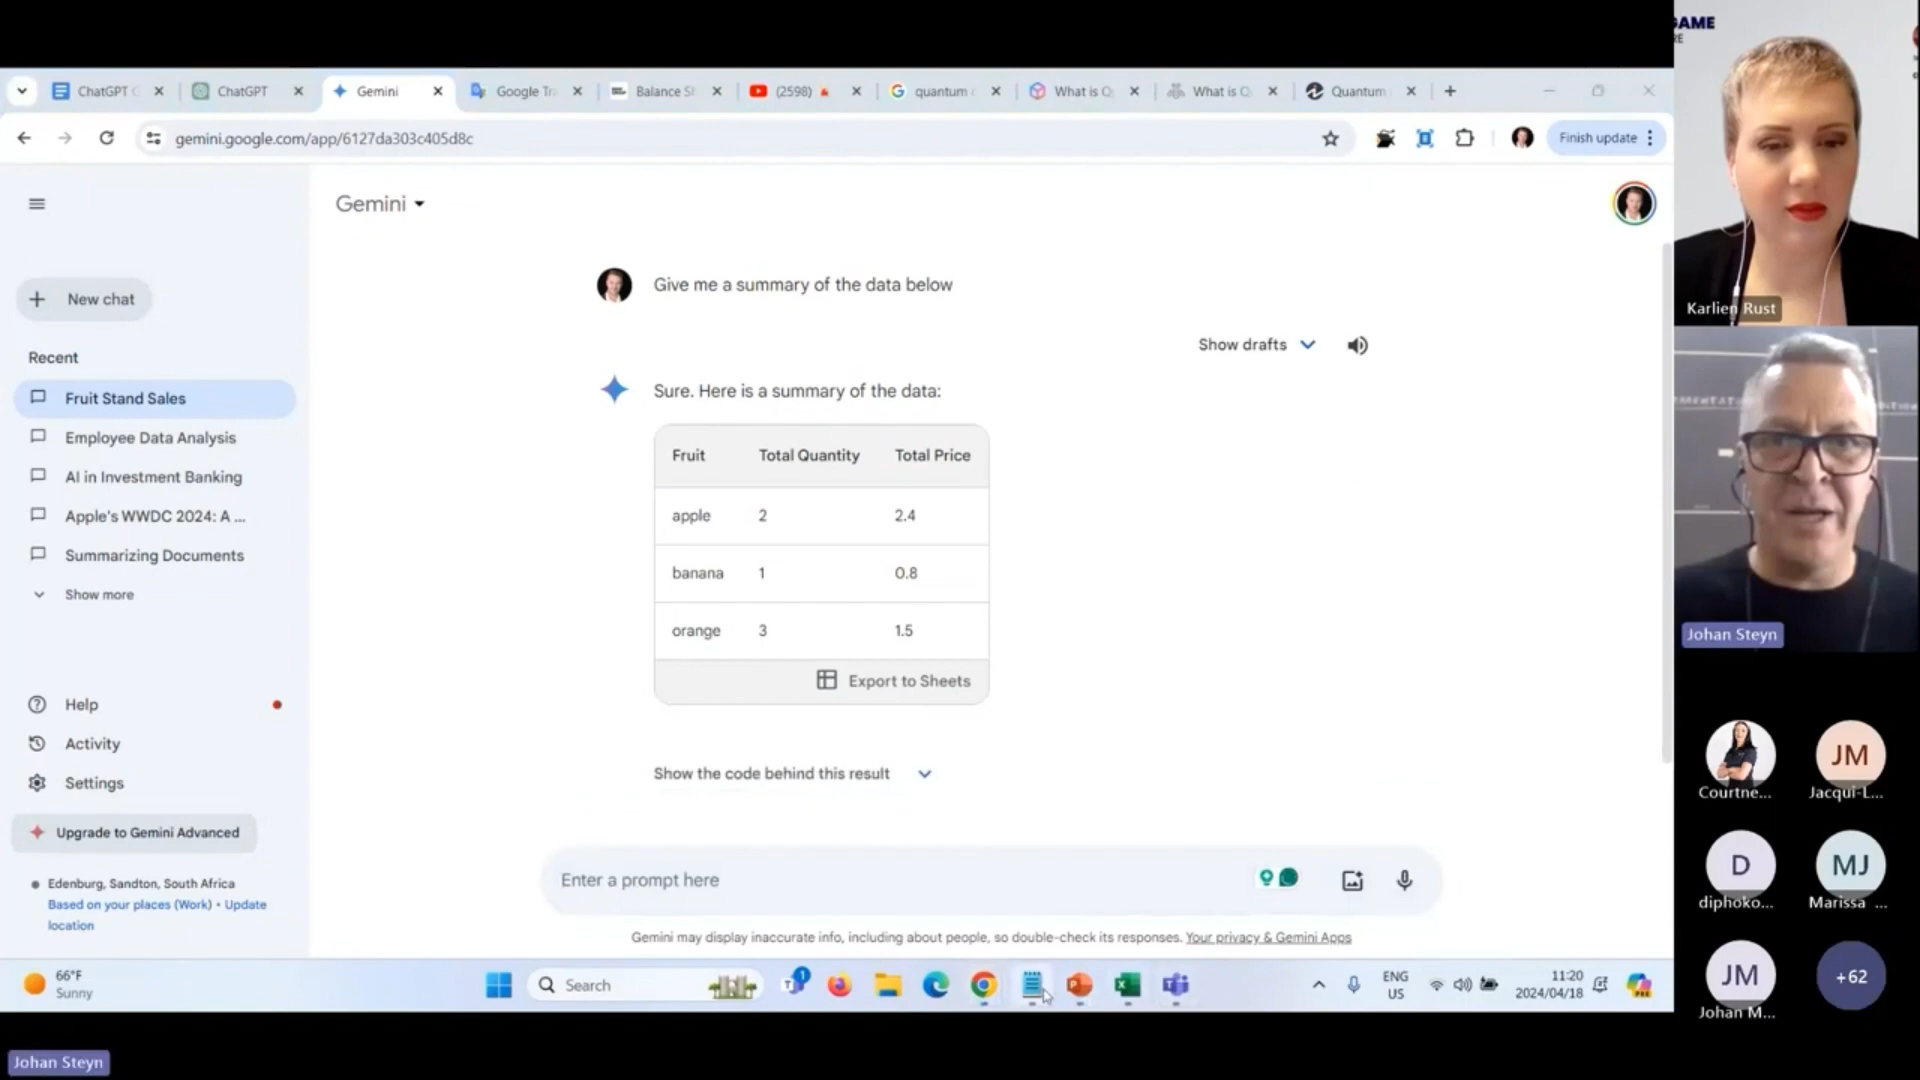 ChatGPT
ChatGPT
Gemini
Google Tr
Balance S
(2598)
quantum
What is Q
What is Q
Quantum
gemini.google.com/app/6127da303c405d8c
Finish update
Gemini
New chat
Recent
Fruit Stand Sales
Employee Data Analysis
AI in Investment Banking
Apple's WWDC 2024: A ...
Summarizing Documents
Show more
Help
Activity
Settings
Upgrade to Gemini Advanced
Edenburg, Sandton, South Africa
Based on your places (Work) • Update
location
Give me a summary of the data below
Show drafts
Sure. Here is a summary of the data:
Fruit Total Quantity Total Price
apple 2 2.4
banana 1 0.8
orange 3 1.5
Export to Sheets
Show the code behind this result
Enter a prompt here
Gemini may display inaccurate info, including about people, so double-check its responses. Your privacy & Gemini Apps
66°F
Sunny
Search
1
ENG
US
11:20
2024/04/18
PRE
GAME
RE
Karlien Rust
Johan Steyn
Courtne...
JM
Jacqui-L...
D
diphoko...
MJ
Marissa ...
JM
Johan M...
+62
Johan Steyn